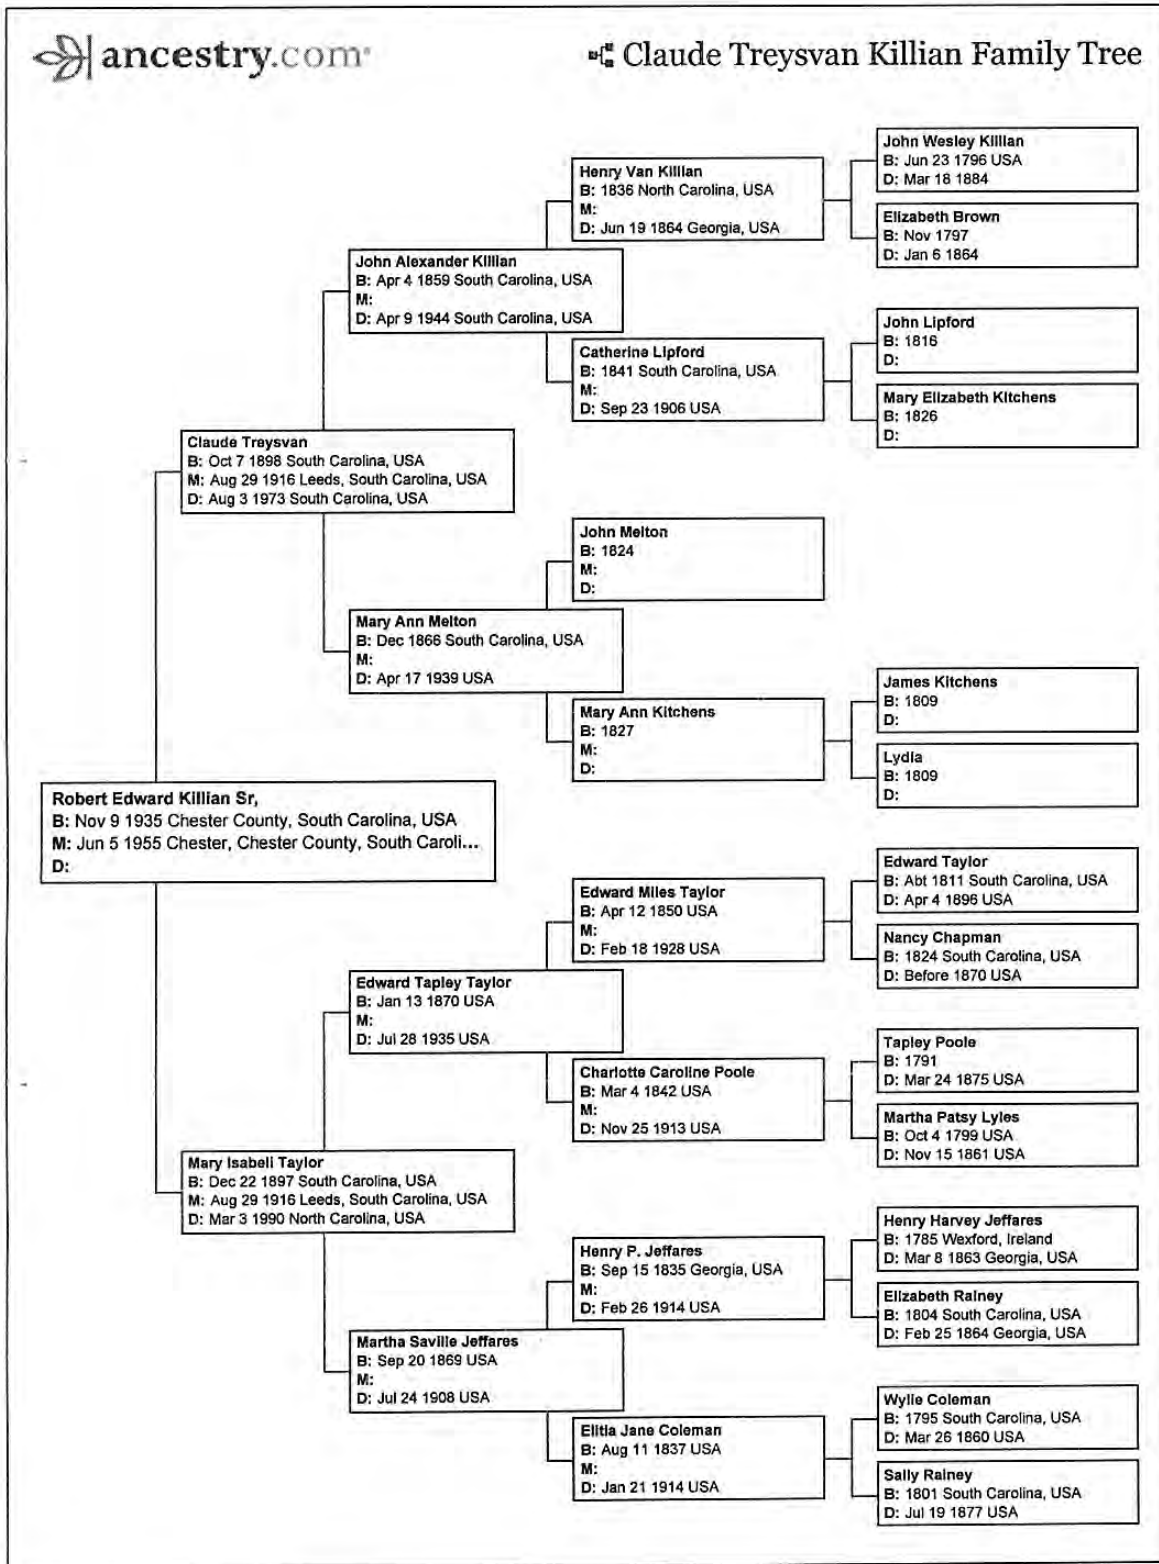 ancestry.com
Claude Treysvan Killian Family Tree
John Wesley Killian
B: Jun 23 1796 USA
D: Mar 18 1884
Henry Van Killian
B: 1836 North Carolina, USA
M:
D: Jun 19 1864 Georgia, USA
Elizabeth Brown
B: Nov 1797
D: Jan 6 1864
John Alexander Killian
B: Apr 4 1859 South Carolina, USA
M:
D: Apr 9 1944 South Carolina, USA
John Lipford
B: 1816
D:
Catherine Lipford
B: 1841 South Carolina, USA
M:
D: Sep 23 1906 USA
Mary Elizabeth Kitchens
B: 1826
D:
Claude Treysvan
B: Oct 7 1898 South Carolina, USA
M: Aug 29 1916 Leeds, South Carolina, USA
D: Aug 3 1973 South Carolina, USA
John Melton
B: 1824
M:
D:
Mary Ann Melton
B: Dec 1866 South Carolina, USA
M:
D: Apr 17 1939 USA
James Kitchens
B: 1809
D:
Mary Ann Kitchens
B: 1827
M:
D:
Lydia
B: 1809
D:
Robert Edward Killian Sr,
B: Nov 9 1935 Chester County, South Carolina, USA
M: Jun 5 1955 Chester, Chester County, South Caroli...
D:
Edward Taylor
B: Abt 1811 South Carolina, USA
D: Apr 4 1896 USA
Edward Miles Taylor
B: Apr 12 1850 USA
M:
D: Feb 18 1928 USA
Nancy Chapman
B: 1824 South Carolina, USA
D: Before 1870 USA
Edward Tapley Taylor
B: Jan 13 1870 USA
M:
D: Jul 28 1935 USA
Tapley Poole
B: 1791
D: Mar 24 1875 USA
Charlotte Caroline Poole
B: Mar 4 1842 USA
M:
D: Nov 25 1913 USA
Martha Patsy Lyles
B: Oct 4 1799 USA
D: Nov 15 1861 USA
Mary Isabell Taylor
B: Dec 22 1897 South Carolina, USA
M: Aug 29 1916 Leeds, South Carolina, USA
D: Mar 3 1990 North Carolina, USA
Henry Harvey Jeffares
B: 1785 Wexford, Ireland
D: Mar 8 1863 Georgia, USA
Henry P. Jeffares
B: Sep 15 1835 Georgia, USA
M:
D: Feb 26 1914 USA
Elizabeth Rainey
B: 1804 South Carolina, USA
D: Feb 25 1864 Georgia, USA
Martha Saville Jeffares
B: Sep 20 1869 USA
M:
D: Jul 24 1908 USA
Wylie Coleman
B: 1795 South Carolina, USA
D: Mar 26 1860 USA
Elitia Jane Coleman
B: Aug 11 1837 USA
M:
D: Jan 21 1914 USA
Sally Rainey
B: 1801 South Carolina, USA
D: Jul 19 1877 USA